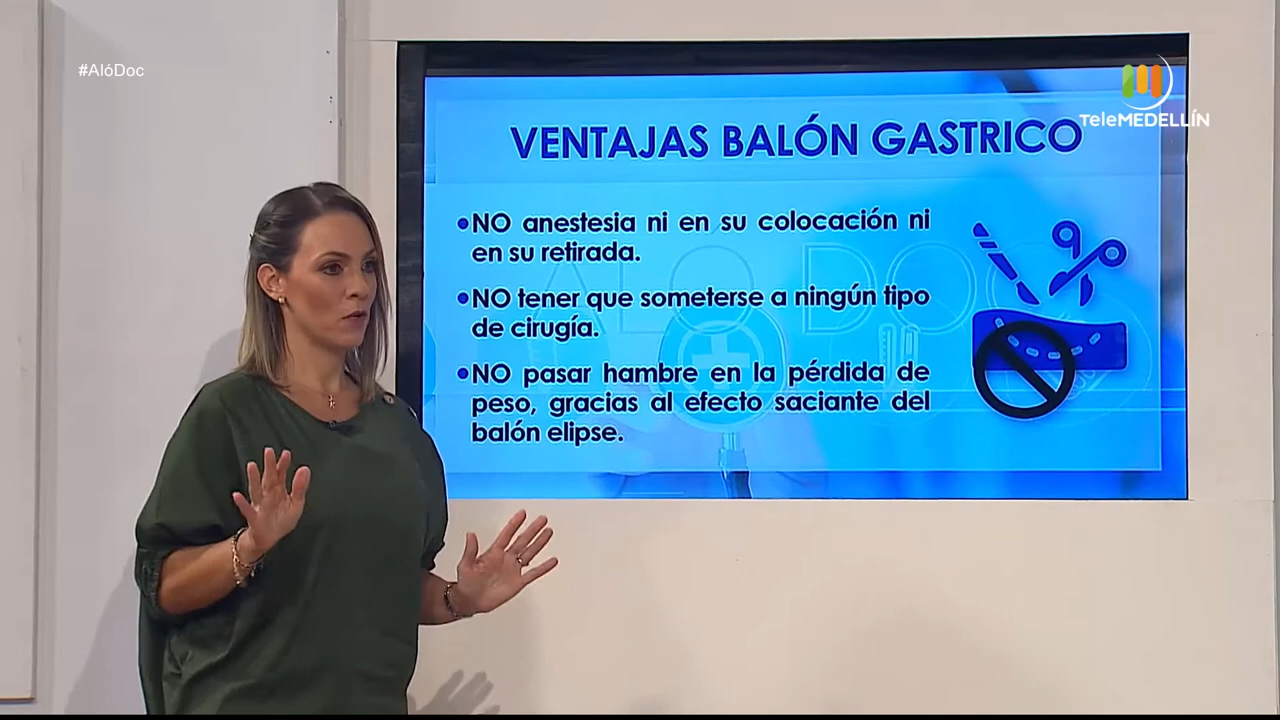 #AlóDoc
TeleMEDELLÍN
VENTAJAS BALÓN GASTRICO
•NO anestesia ni en su colocación ni
en su retirada.
•NO tener que someterse a ningún tipo
de cirugía.
•NO pasar hambre en la pérdida de
peso, gracias al efecto saciante del
balón elipse.
ALÓ DOC